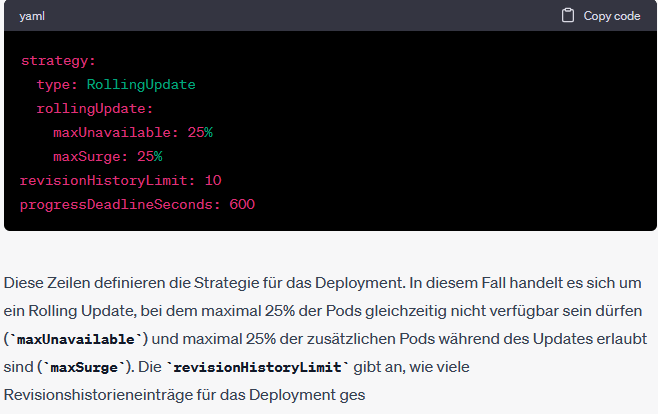 yaml Copy code
strategy:
type: RollingUpdate
rollingUpdate:
maxUnavailable: 25%
maxSurge: 25%
revisionHistoryLimit: 10
progressDeadlineSeconds: 600
Diese Zeilen definieren die Strategie für das Deployment. In diesem Fall handelt es sich um
ein Rolling Update, bei dem maximal 25% der Pods gleichzeitig nicht verfügbar sein dürfen
(`maxUnavailable`) und maximal 25% der zusätzlichen Pods während des Updates erlaubt
sind (`maxSurge`). Die `revisionHistoryLimit` gibt an, wie viele
Revisionshistorieneinträge für das Deployment ges